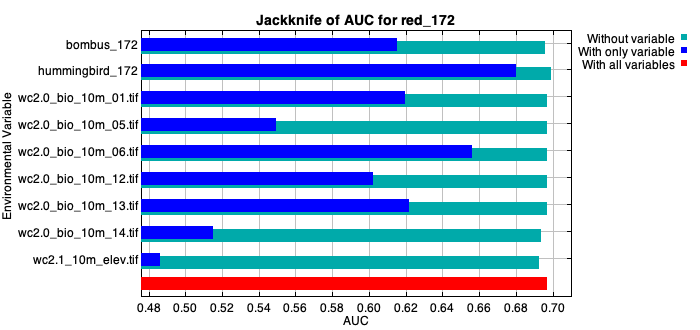 Jackknife of AUC for red_172
Without variable
With only variable
With all variables
Environmental Variable
bombus_172
hummingbird_172
wc2.0_bio_10m_01.tif
wc2.0_bio_10m_05.tif
wc2.0_bio_10m_06.tif
wc2.0_bio_10m_12.tif
wc2.0_bio_10m_13.tif
wc2.0_bio_10m_14.tif
wc2.1_10m_elev.tif
0.48 0.50 0.52 0.54 0.56 0.58 0.60 0.62 0.64 0.66 0.68 0.70
AUC